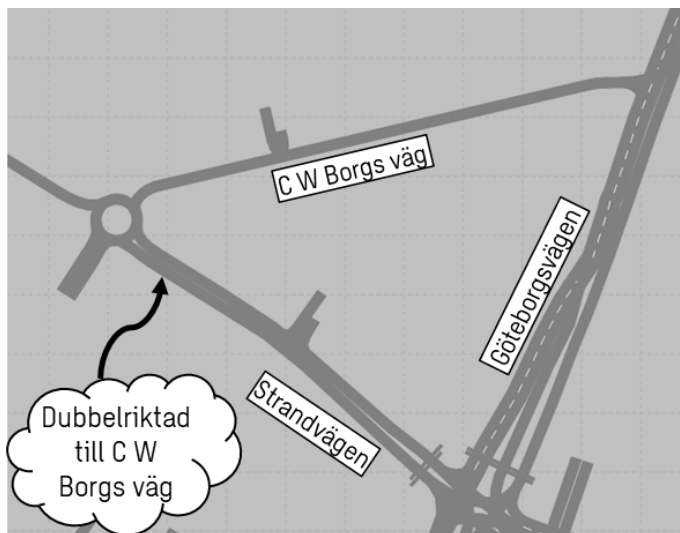 C W Borgs väg
Göteborgsvägen
Strandvägen
Dubbelriktad
till C W
Borgs väg